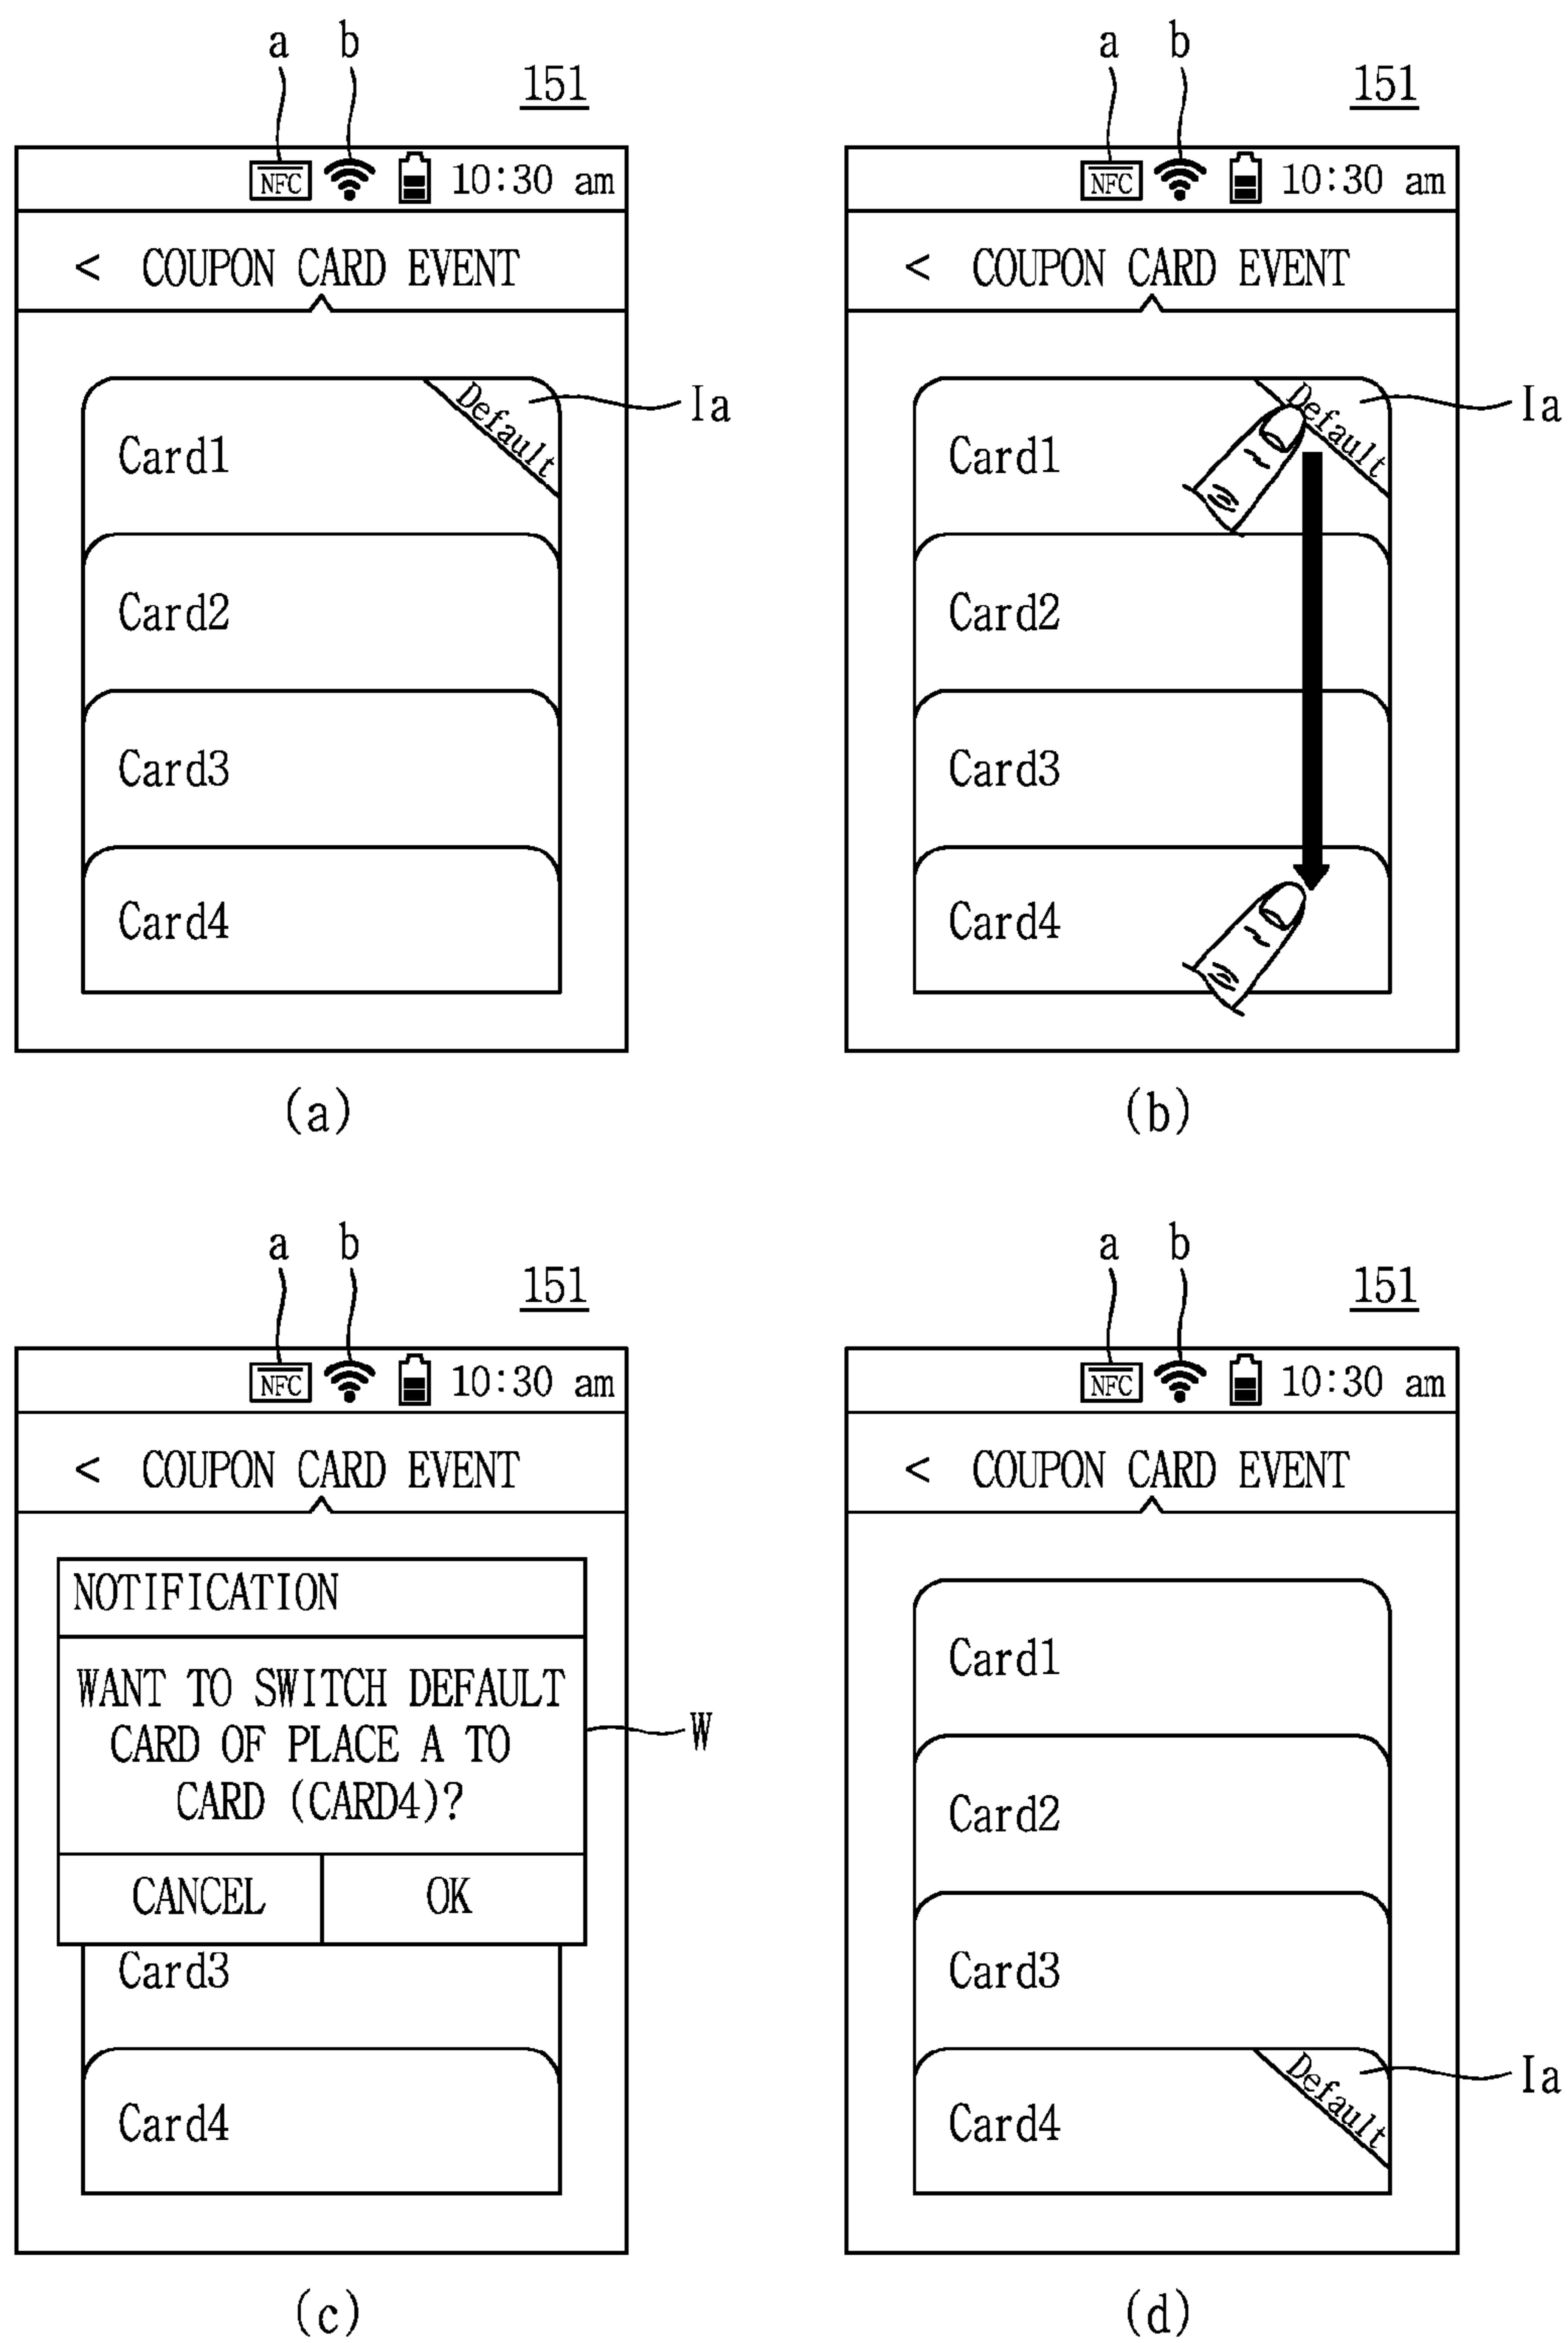 a b
151
NFC 10:30 am
< COUPON CARD EVENT
Default
Ia
Card1
Card2
Card3
Card4
(a)
a b
151
NFC 10:30 am
< COUPON CARD EVENT
Default
Ia
Card1
Card2
Card3
Card4
(b)
a b
151
NFC 10:30 am
< COUPON CARD EVENT
NOTIFICATION
WANT TO SWITCH DEFAULT
CARD OF PLACE A TO
CARD (CARD4)?
W
CANCEL OK
Card3
Card4
(c)
a b
151
NFC 10:30 am
< COUPON CARD EVENT
Card1
Card2
Card3
Default
Ia
Card4
(d)